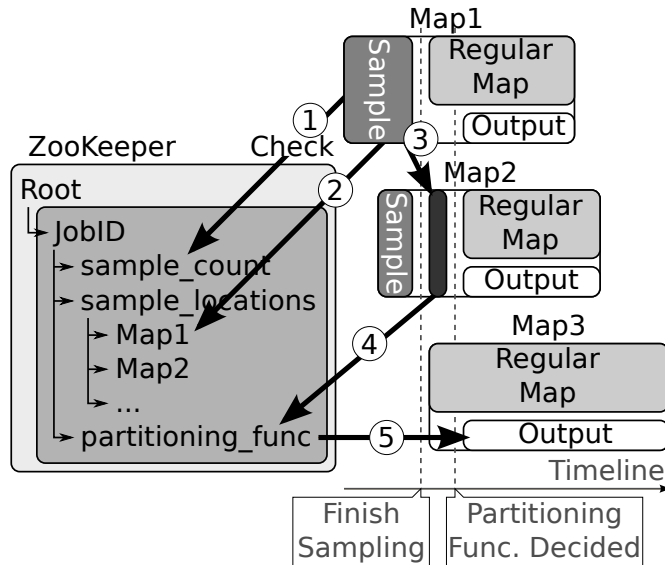 Map1
Sample
Regular
Map
Output
1
3
ZooKeeper
Check
2
Map2
Root
JobID
sample_count
sample_locations
Map1
Map2
...
partitioning_func
Sample
Regular
Map
Output
4
Map3
Regular
Map
5
Output
Timeline
Finish
Sampling
Partitioning
Func. Decided